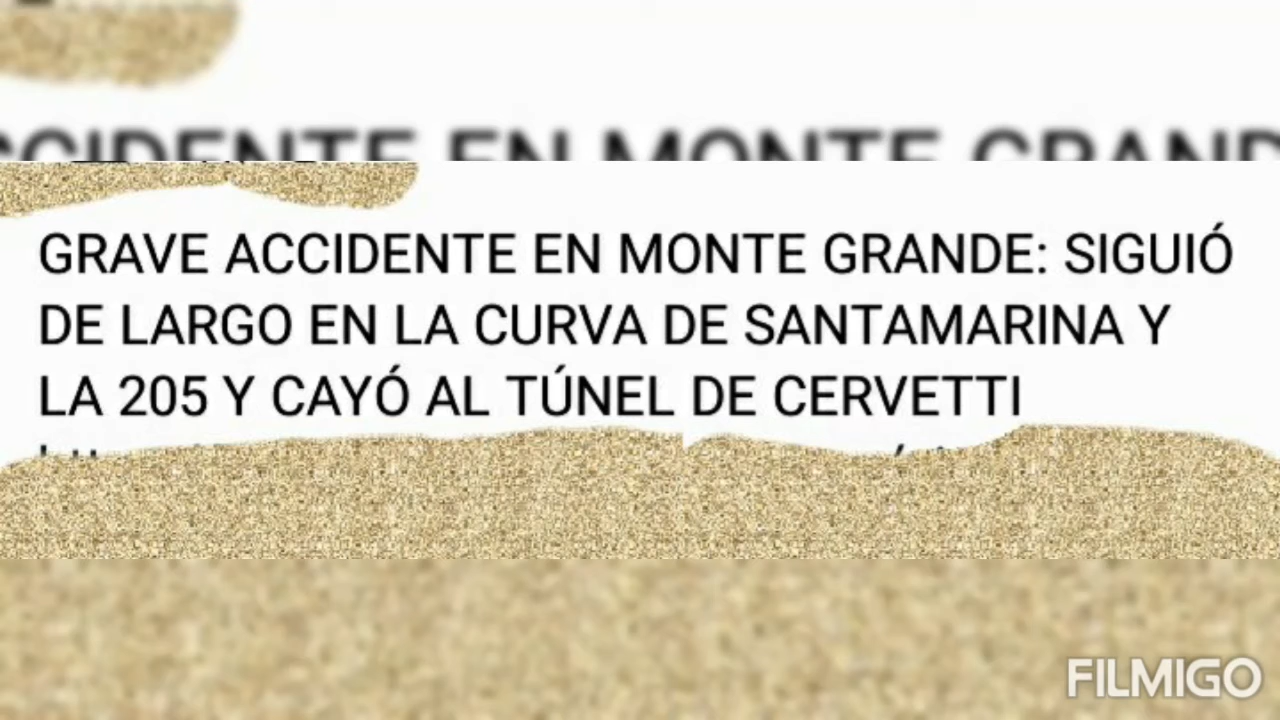 GRAVE ACCIDENTE EN MONTE GRANDE: SIGUIÓ
DE LARGO EN LA CURVA DE SANTAMARINA Y
LA 205 Y CAYÓ AL TÚNEL DE CERVETTI
FILMIGO